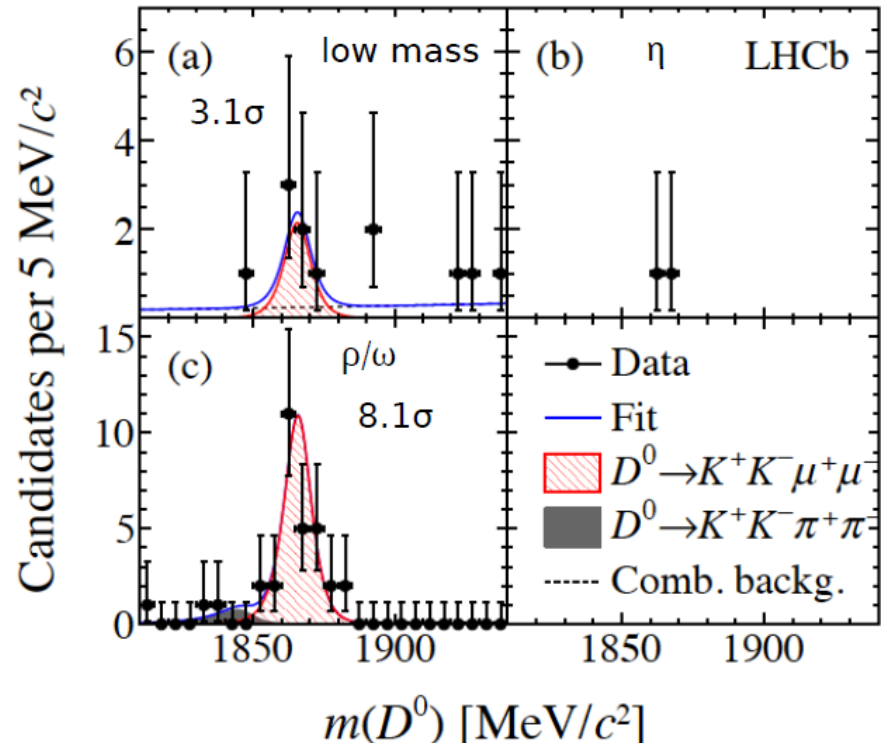 Candidates per 5 MeV/c²
6
4
2
(a) low mass
3.1σ
(b) η LHCb
15
10
5
0
(c) ρ/ω
8.1σ
Data
Fit
D⁰→K⁺K⁻μ⁺μ⁻
D⁰→K⁺K⁻π⁺π⁻
Comb. backg.
1850 1900 1850 1900
m(D⁰) [MeV/c²]